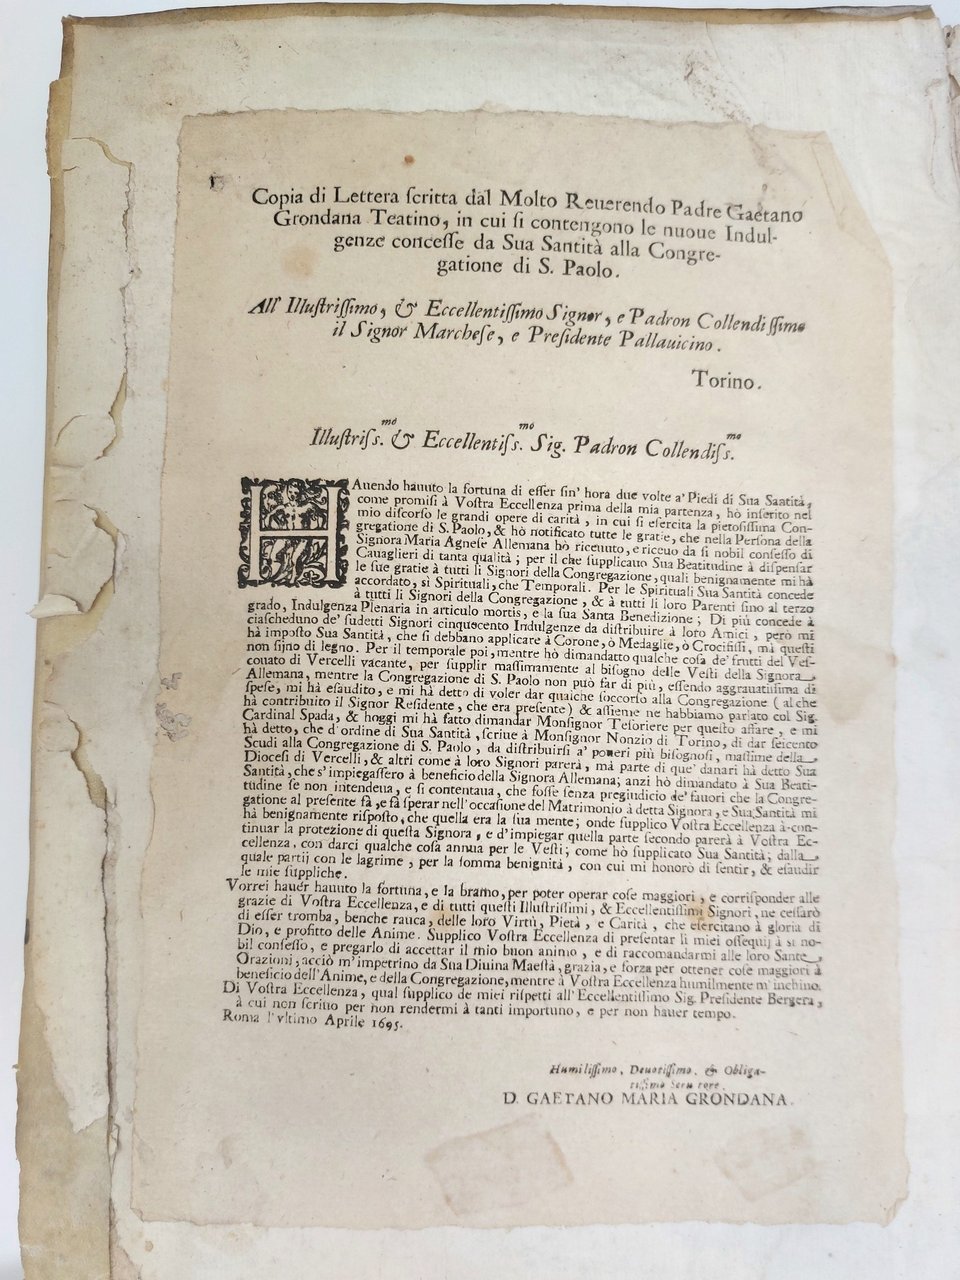 Copia di Lettera ſcritta dal Molto Reuerendo Padre Gaetano
Grondana Teatino, in cui ſi contengono le nuoue Indul-
genze conceſſe da Sua Santità alla Congre-
gatione di S. Paolo.
All' Illuſtriſſimo, & Eccellentiſſimo Signor, e Padron Collendiſſimo
il Signor Marcheſe, e Preſidente Pallauicino.
Torino.
Illuſtriſs.mo & Eccellentiſs.mo Sig. Padron Collendiſs.mo
HAuendo hauuto la fortuna di eſſer ſin' hora due volte a' Piedi di Sua Santità,
come promiſi à Voſtra Eccellenza prima della mia partenza, hò inſerito nel
mio diſcorſo le grandi opere di carità, in cui ſi eſercita la pietoſiſſima Con-
gregatione di S. Paolo, & hò notificato tutte le gratie, che nella Perſona della
Signora Maria Agneſe Allemana hò riceuuto, e riceuo da ſi nobil conſeſſo di
Cauaglieri di tanta qualità; per il che ſupplicauo Sua Beatitudine à diſpenſar
le ſue gratie à tutti li Signori della Congregazione, quali benignamente mi hà
accordato, sì Spirituali, che Temporali. Per le Spirituali Sua Santità concede
à tutti li Signori della Congregazione, & à tutti li loro Parenti ſino al terzo
grado, Indulgenza Plenaria in articulo mortis, e la ſua Santa Benedizione; Di più concede à
ciaſcheduno de' ſudetti Signori cinquecento Indulgenze da diſtribuire à loro Amici, però mi
hà impoſto Sua Santità, che ſi debbano applicare à Corone, ò Medaglie, ò Crocifiſſi, mà queſti
non ſijno di legno. Per il temporale poi, mentre hò dimandatto qualche coſa de' frutti del Veſ-
couato di Vercelli vacante, per ſupplir maſſimamente al biſogno delle Veſti della Signora
Allemana, mentre la Congregazione di S. Paolo non può far di più, eſſendo aggrauatiſſima di
ſpeſe, mi hà eſaudito, e mi hà detto di voler dar qualche ſoccorſo alla Congregazione (al che
hà contribuito il Signor Reſidente, che era preſente) & aſſieme ne habbiamo parlato col Sig.
Cardinal Spada, & hoggi mi hà fatto dimandar Monſignor Teſoriere per queſto affare, e mi
hà detto, che d'ordine di Sua Santità, ſcriue à Monſignor Nonzio di Torino, di dar ſeicento
Scudi alla Congregazione di S. Paolo, da diſtribuirſi a' poueri più biſognoſi, maſſime della
Dioceſi di Vercelli, & altri come à loro Signori parerà, mà parte di que' danari hà detto Sua
Santità, che s'impiegaſſero à beneficio della Signora Allemana; anzi hò dimandato à Sua Beati-
tudine ſe non intendeua, e ſi contentaua, che foſſe ſenza pregiudicio de' fauori che la Congre-
gatione al preſente fà, e fà ſperar nell'occaſione del Matrimonio à detta Signora, e Sua Santità mi
hà benignamente riſpoſto, che quella era la ſua mente; onde ſupplico Voſtra Eccellenza à con-
tinuar la protezione di queſta Signora, e d'impiegar quella parte ſecondo parerà à Voſtra Ec-
cellenza, con darci qualche coſa annua per le Veſti; come hò ſupplicato Sua Santità; dalla
quale partij con le lagrime, per la ſomma benignità, con cui mi honorò di ſentir, & eſaudir
le mie ſuppliche.
Vorrei hauer hauuto la fortuna, e la bramo, per poter operar coſe maggiori, e corriſponder alle
grazie di Voſtra Eccellenza, e di tutti queſti Illuſtriſſimi, & Eccellentiſſimi Signori, ne ceſſarò
di eſſer tromba, benche rauca, delle loro Virtù, Pietà, e Carità, che eſercitano à gloria di
Dio, e profitto delle Anime. Supplico Voſtra Eccellenza di preſentar li miei oſſequij à sì no-
bil conſeſſo, e pregarlo di accettar il mio buon animo, e di raccomandarmi alle loro Sante
Orazioni, acciò m'impetrino da Sua Diuina Maeſtà, grazia, e forza per ottener coſe maggiori à
beneficio dell'Anime, e della Congregazione, mentre à Voſtra Eccellenza humilmente m'inchino.
Di Voſtra Eccellenza, qual ſupplico de miei riſpetti all'Eccellentiſſimo Sig. Preſidente Bergera,
à cui non ſcriuo per non rendermi à tanti importuno, e per non hauer tempo.
Roma l'vltimo Aprile 1695.
Humiliſſimo, Deuotiſſimo, & Obliga-
tiſſimo Seruitore.
D. GAETANO MARIA GRONDANA.